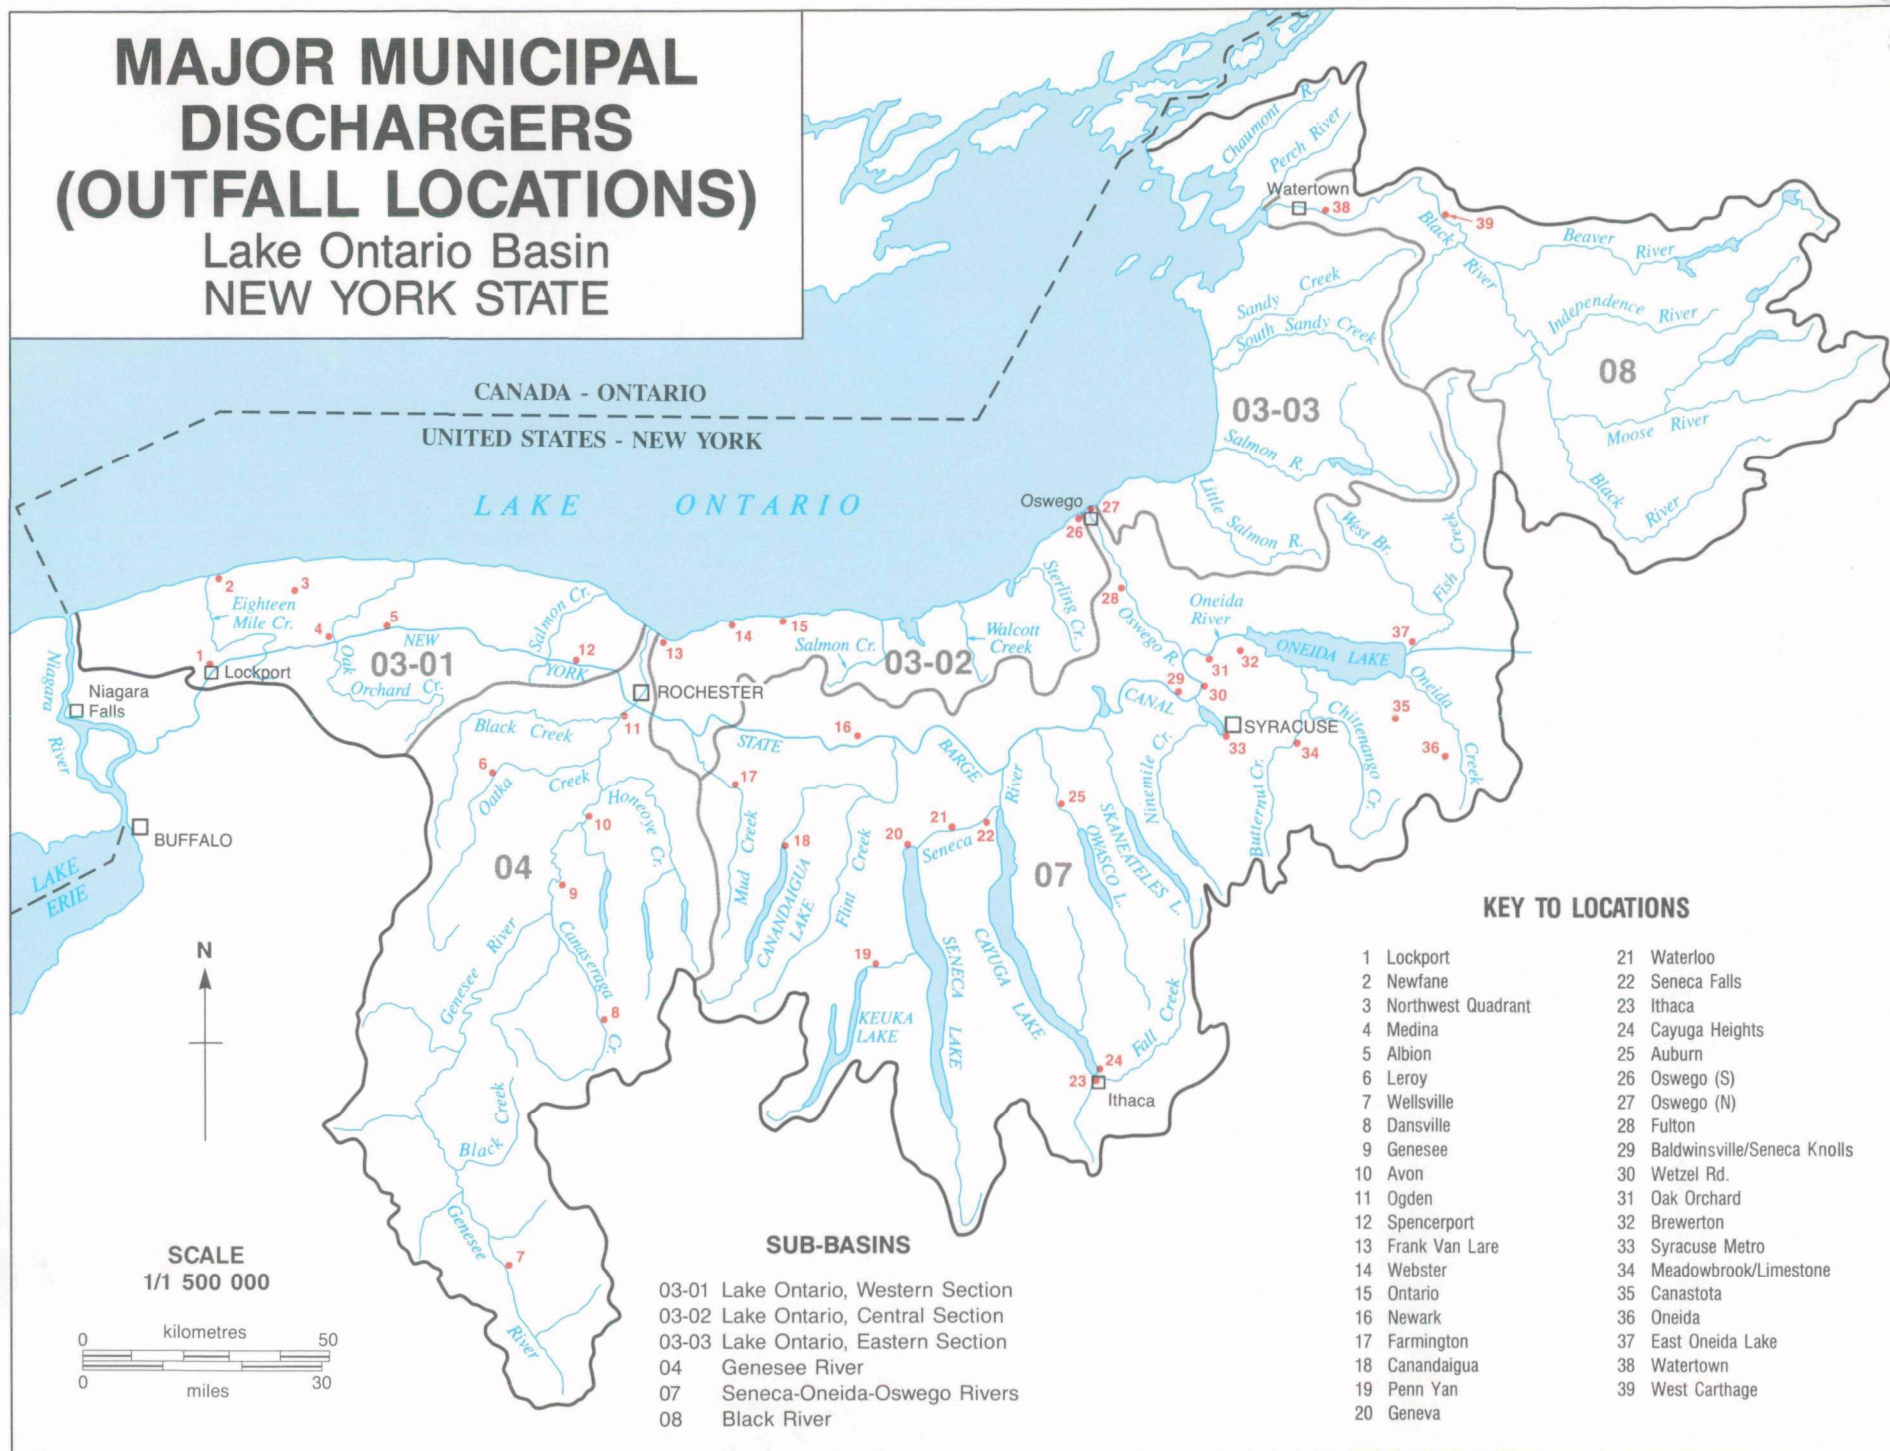 MAJOR MUNICIPAL
DISCHARGERS
(OUTFALL LOCATIONS)
Lake Ontario Basin
NEW YORK STATE
CANADA - ONTARIO
UNITED STATES - NEW YORK
LAKE ONTARIO
Chaumont R.
Perch River
Watertown
38
39
Black River
Beaver River
Independence River
08
Moose River
Black River
Sandy Creek
South Sandy Creek
03-03
Salmon R.
Little Salmon R.
West Br.
Fish Creek
Oswego
27
26
28
Oswego R.
Oneida River
Sterling Cr.
Walcott Creek
03-02
Salmon Cr.
15
14
13
2
3
Eighteen Mile Cr.
4
5
1
Lockport
Oak Orchard Cr.
03-01
NEW
YORK
Salmon Cr.
12
ROCHESTER
11
Niagara River
Niagara Falls
BUFFALO
LAKE ERIE
Black Creek
6
Oatka Creek
Honeoye Cr.
10
04
9
Canaseraga Cr.
8
Genesee River
Black Creek
Genesee River
7
STATE
16
BARGE
CANAL
17
Mud Creek
18
CANANDAIGUA LAKE
Flint Creek
19
KEUKA LAKE
20
21
22
Seneca River
SENECA LAKE
CAYUGA LAKE
07
25
OWASCO L.
SKANEATELES L.
Ninemile Cr.
Fall Creek
24
23
Ithaca
29
30
31
32
ONEIDA LAKE
37
SYRACUSE
33
34
Butternut Cr.
Chittenango Cr.
35
36
Oneida Creek
N
SCALE
1/1 500 000
0 kilometres 50
0 miles 30
SUB-BASINS
03-01 Lake Ontario, Western Section
03-02 Lake Ontario, Central Section
03-03 Lake Ontario, Eastern Section
04 Genesee River
07 Seneca-Oneida-Oswego Rivers
08 Black River
KEY TO LOCATIONS
1 Lockport
2 Newfane
3 Northwest Quadrant
4 Medina
5 Albion
6 Leroy
7 Wellsville
8 Dansville
9 Genesee
10 Avon
11 Ogden
12 Spencerport
13 Frank Van Lare
14 Webster
15 Ontario
16 Newark
17 Farmington
18 Canandaigua
19 Penn Yan
20 Geneva
21 Waterloo
22 Seneca Falls
23 Ithaca
24 Cayuga Heights
25 Auburn
26 Oswego (S)
27 Oswego (N)
28 Fulton
29 Baldwinsville/Seneca Knolls
30 Wetzel Rd.
31 Oak Orchard
32 Brewerton
33 Syracuse Metro
34 Meadowbrook/Limestone
35 Canastota
36 Oneida
37 East Oneida Lake
38 Watertown
39 West Carthage